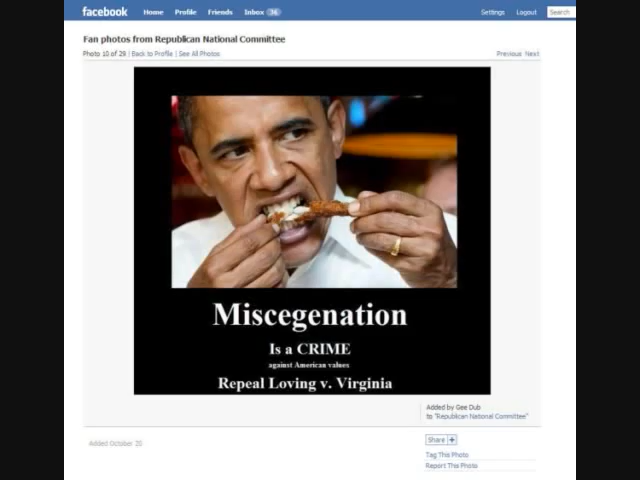 facebook Home Profile Friends Inbox 36 Settings Logout Search
Fan photos from Republican National Committee
Photo 10 of 29 | Back to Profile | See All Photos Previous Next
Miscegenation
Is a CRIME
against American values
Repeal Loving v. Virginia
Added by Gee Dub
to "Republican National Committee"
Added October 20
Share +
Tag This Photo
Report This Photo